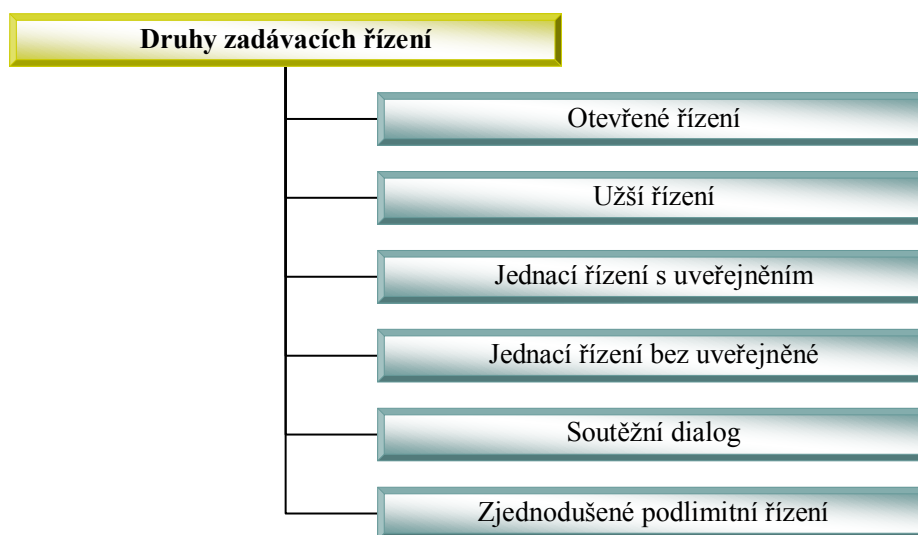 Druhy zadávacích řízení
Otevřené řízení
Užší řízení
Jednací řízení s uveřejněním
Jednací řízení bez uveřejněné
Soutěžní dialog
Zjednodušené podlimitní řízení